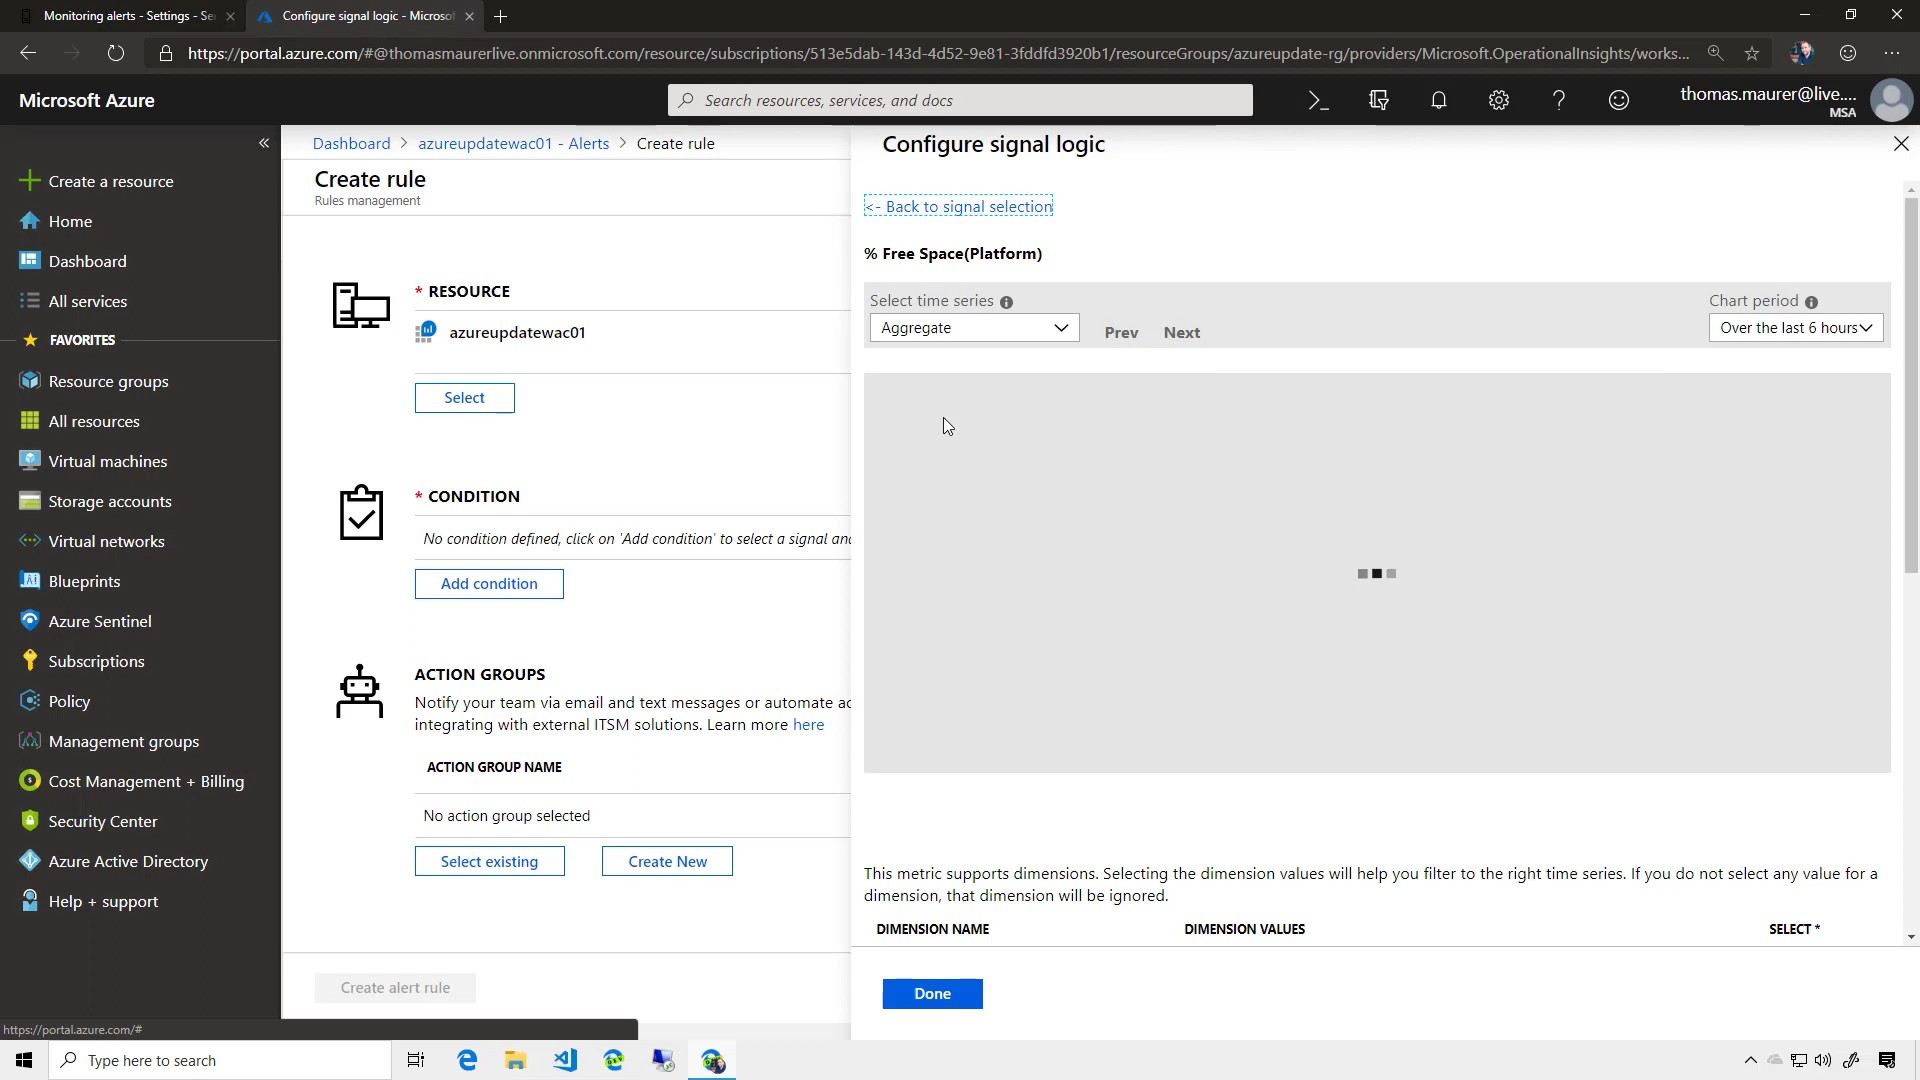 Monitoring alerts - Settings - Se
Configure signal logic - Microsof
https://portal.azure.com/#@thomasmaurerlive.onmicrosoft.com/resource/subscriptions/513e5dab-143d-4d52-9e81-3fddfd3920b1/resourceGroups/azureupdate-rg/providers/Microsoft.OperationalInsights/works...
Microsoft Azure
Search resources, services, and docs
thomas.maurer@live....
MSA
Create a resource
Home
Dashboard
All services
FAVORITES
Resource groups
All resources
Virtual machines
Storage accounts
Virtual networks
Blueprints
Azure Sentinel
Subscriptions
Policy
Management groups
Cost Management + Billing
Security Center
Azure Active Directory
Help + support
https://portal.azure.com/#
Dashboard > azureupdatewac01 - Alerts > Create rule
Create rule
Rules management
* RESOURCE
azureupdatewac01
Select
* CONDITION
No condition defined, click on 'Add condition' to select a signal and
Add condition
ACTION GROUPS
Notify your team via email and text messages or automate ac
integrating with external ITSM solutions. Learn more here
ACTION GROUP NAME
No action group selected
Select existing
Create New
Create alert rule
Configure signal logic
<- Back to signal selection
% Free Space(Platform)
Select time series
Chart period
Aggregate
Prev
Next
Over the last 6 hours
This metric supports dimensions. Selecting the dimension values will help you filter to the right time series. If you do not select any value for a
dimension, that dimension will be ignored.
DIMENSION NAME
DIMENSION VALUES
SELECT *
Done
Type here to search